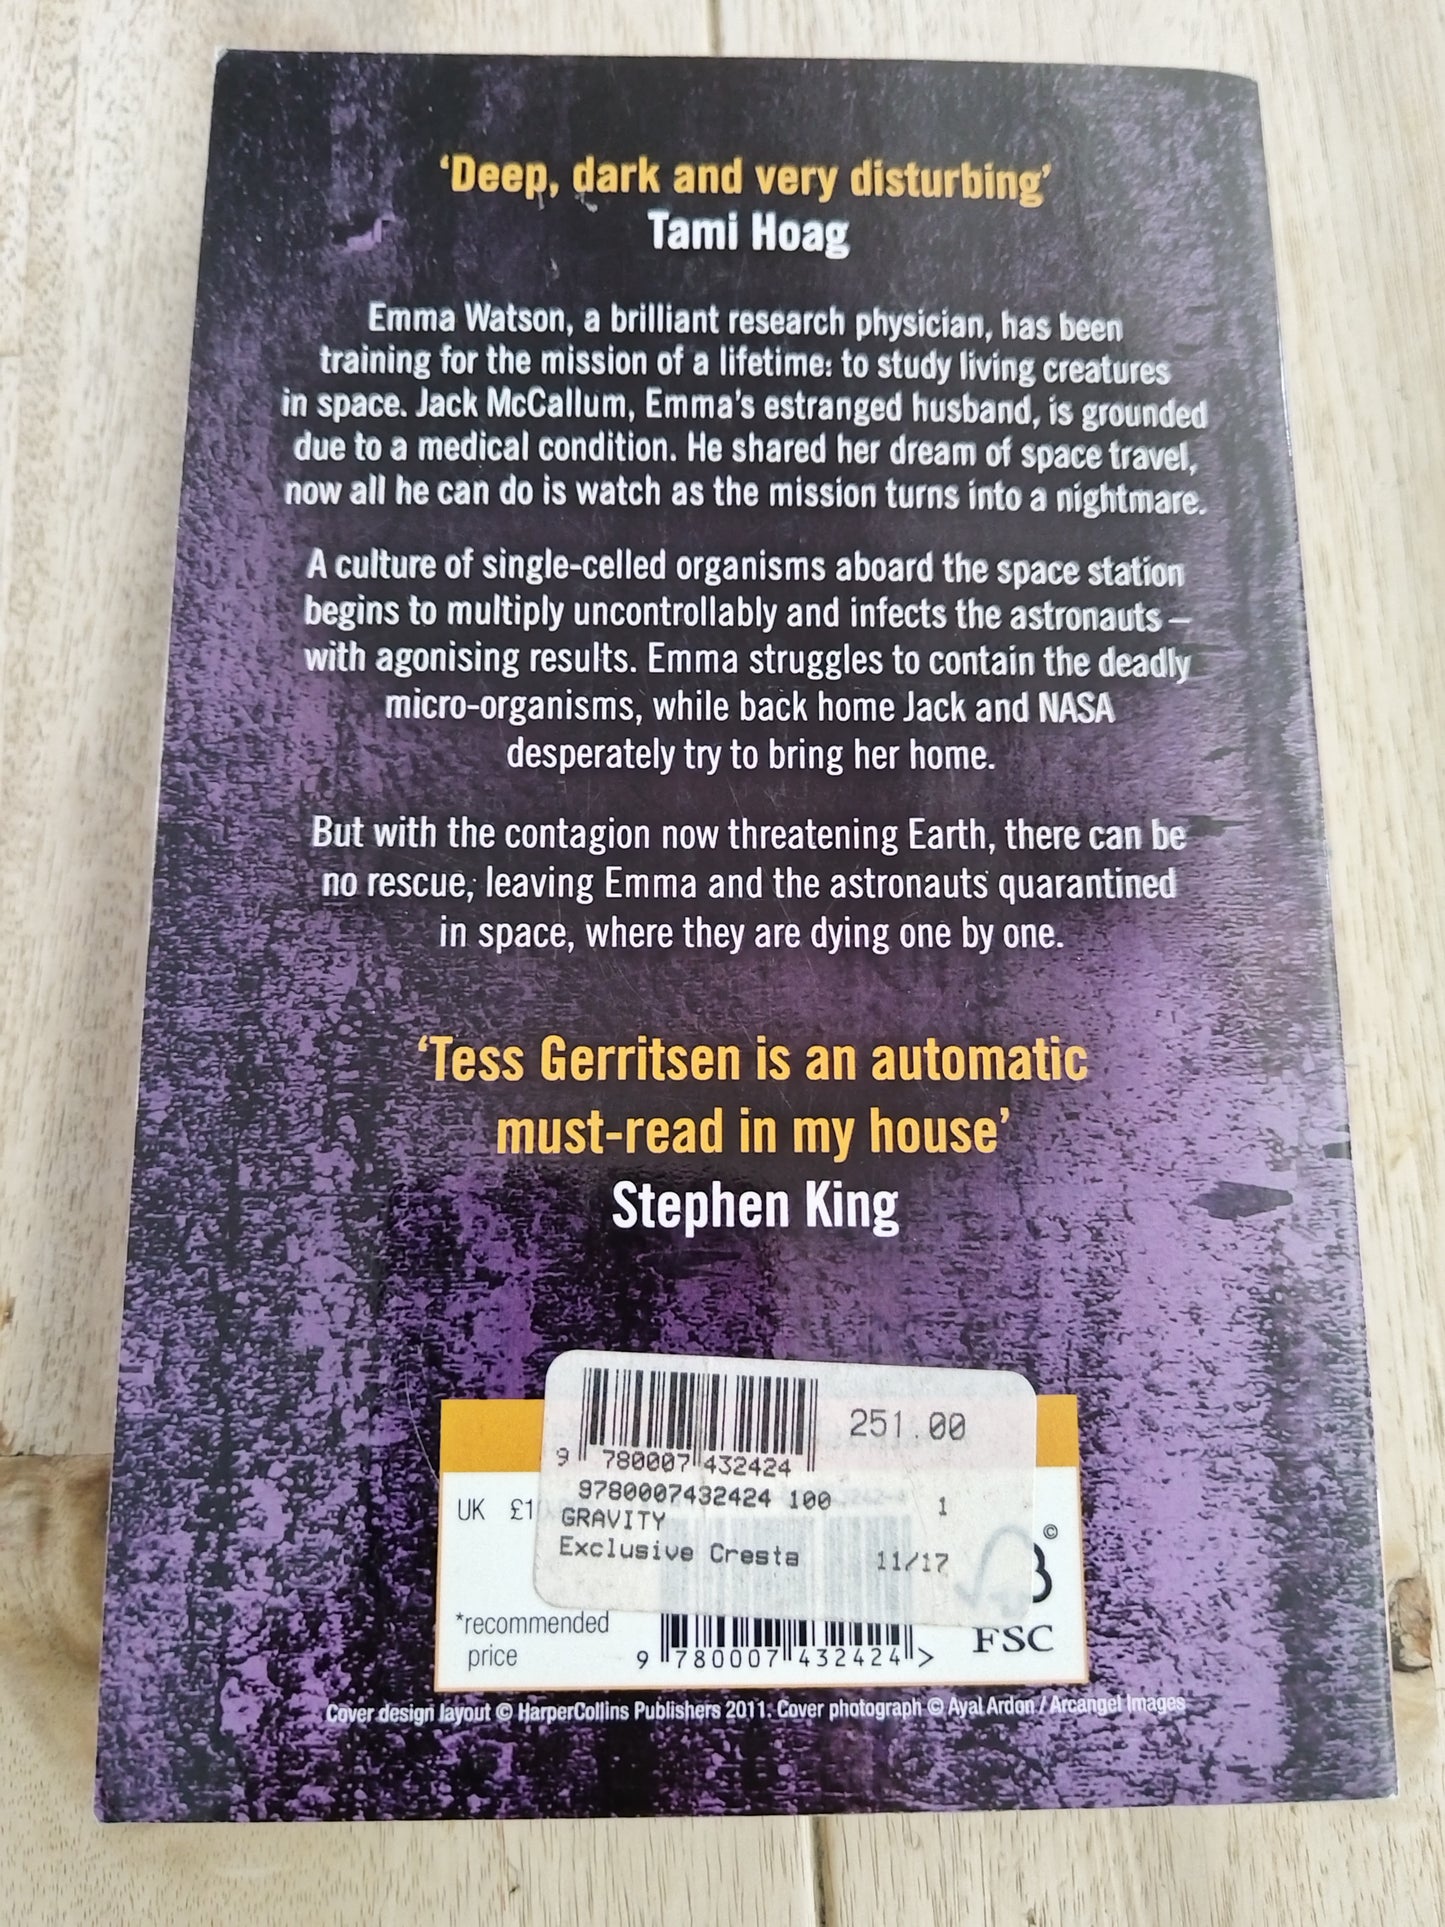 ‘Deep, dark and very disturbing’
Tami Hoag
Emma Watson, a brilliant research physician, has been
training for the mission of a lifetime: to study living creatures
in space. Jack McCallum, Emma’s estranged husband, is grounded
due to a medical condition. He shared her dream of space travel,
now all he can do is watch as the mission turns into a nightmare.
A culture of single-celled organisms aboard the space station
begins to multiply uncontrollably and infects the astronauts –
with agonising results. Emma struggles to contain the deadly
micro-organisms, while back home Jack and NASA
desperately try to bring her home.
But with the contagion now threatening Earth, there can be
no rescue, leaving Emma and the astronauts quarantined
in space, where they are dying one by one.
‘Tess Gerritsen is an automatic
must-read in my house’
Stephen King
251.00
9 780007 432424
9780007432424 100 1
GRAVITY
Exclusive Cresta 11/17
UK
©
*recommended
price
FSC
9 780007 432424 >
Cover design layout © HarperCollins Publishers 2011. Cover photograph © Ayal Ardon / Arcangel Images